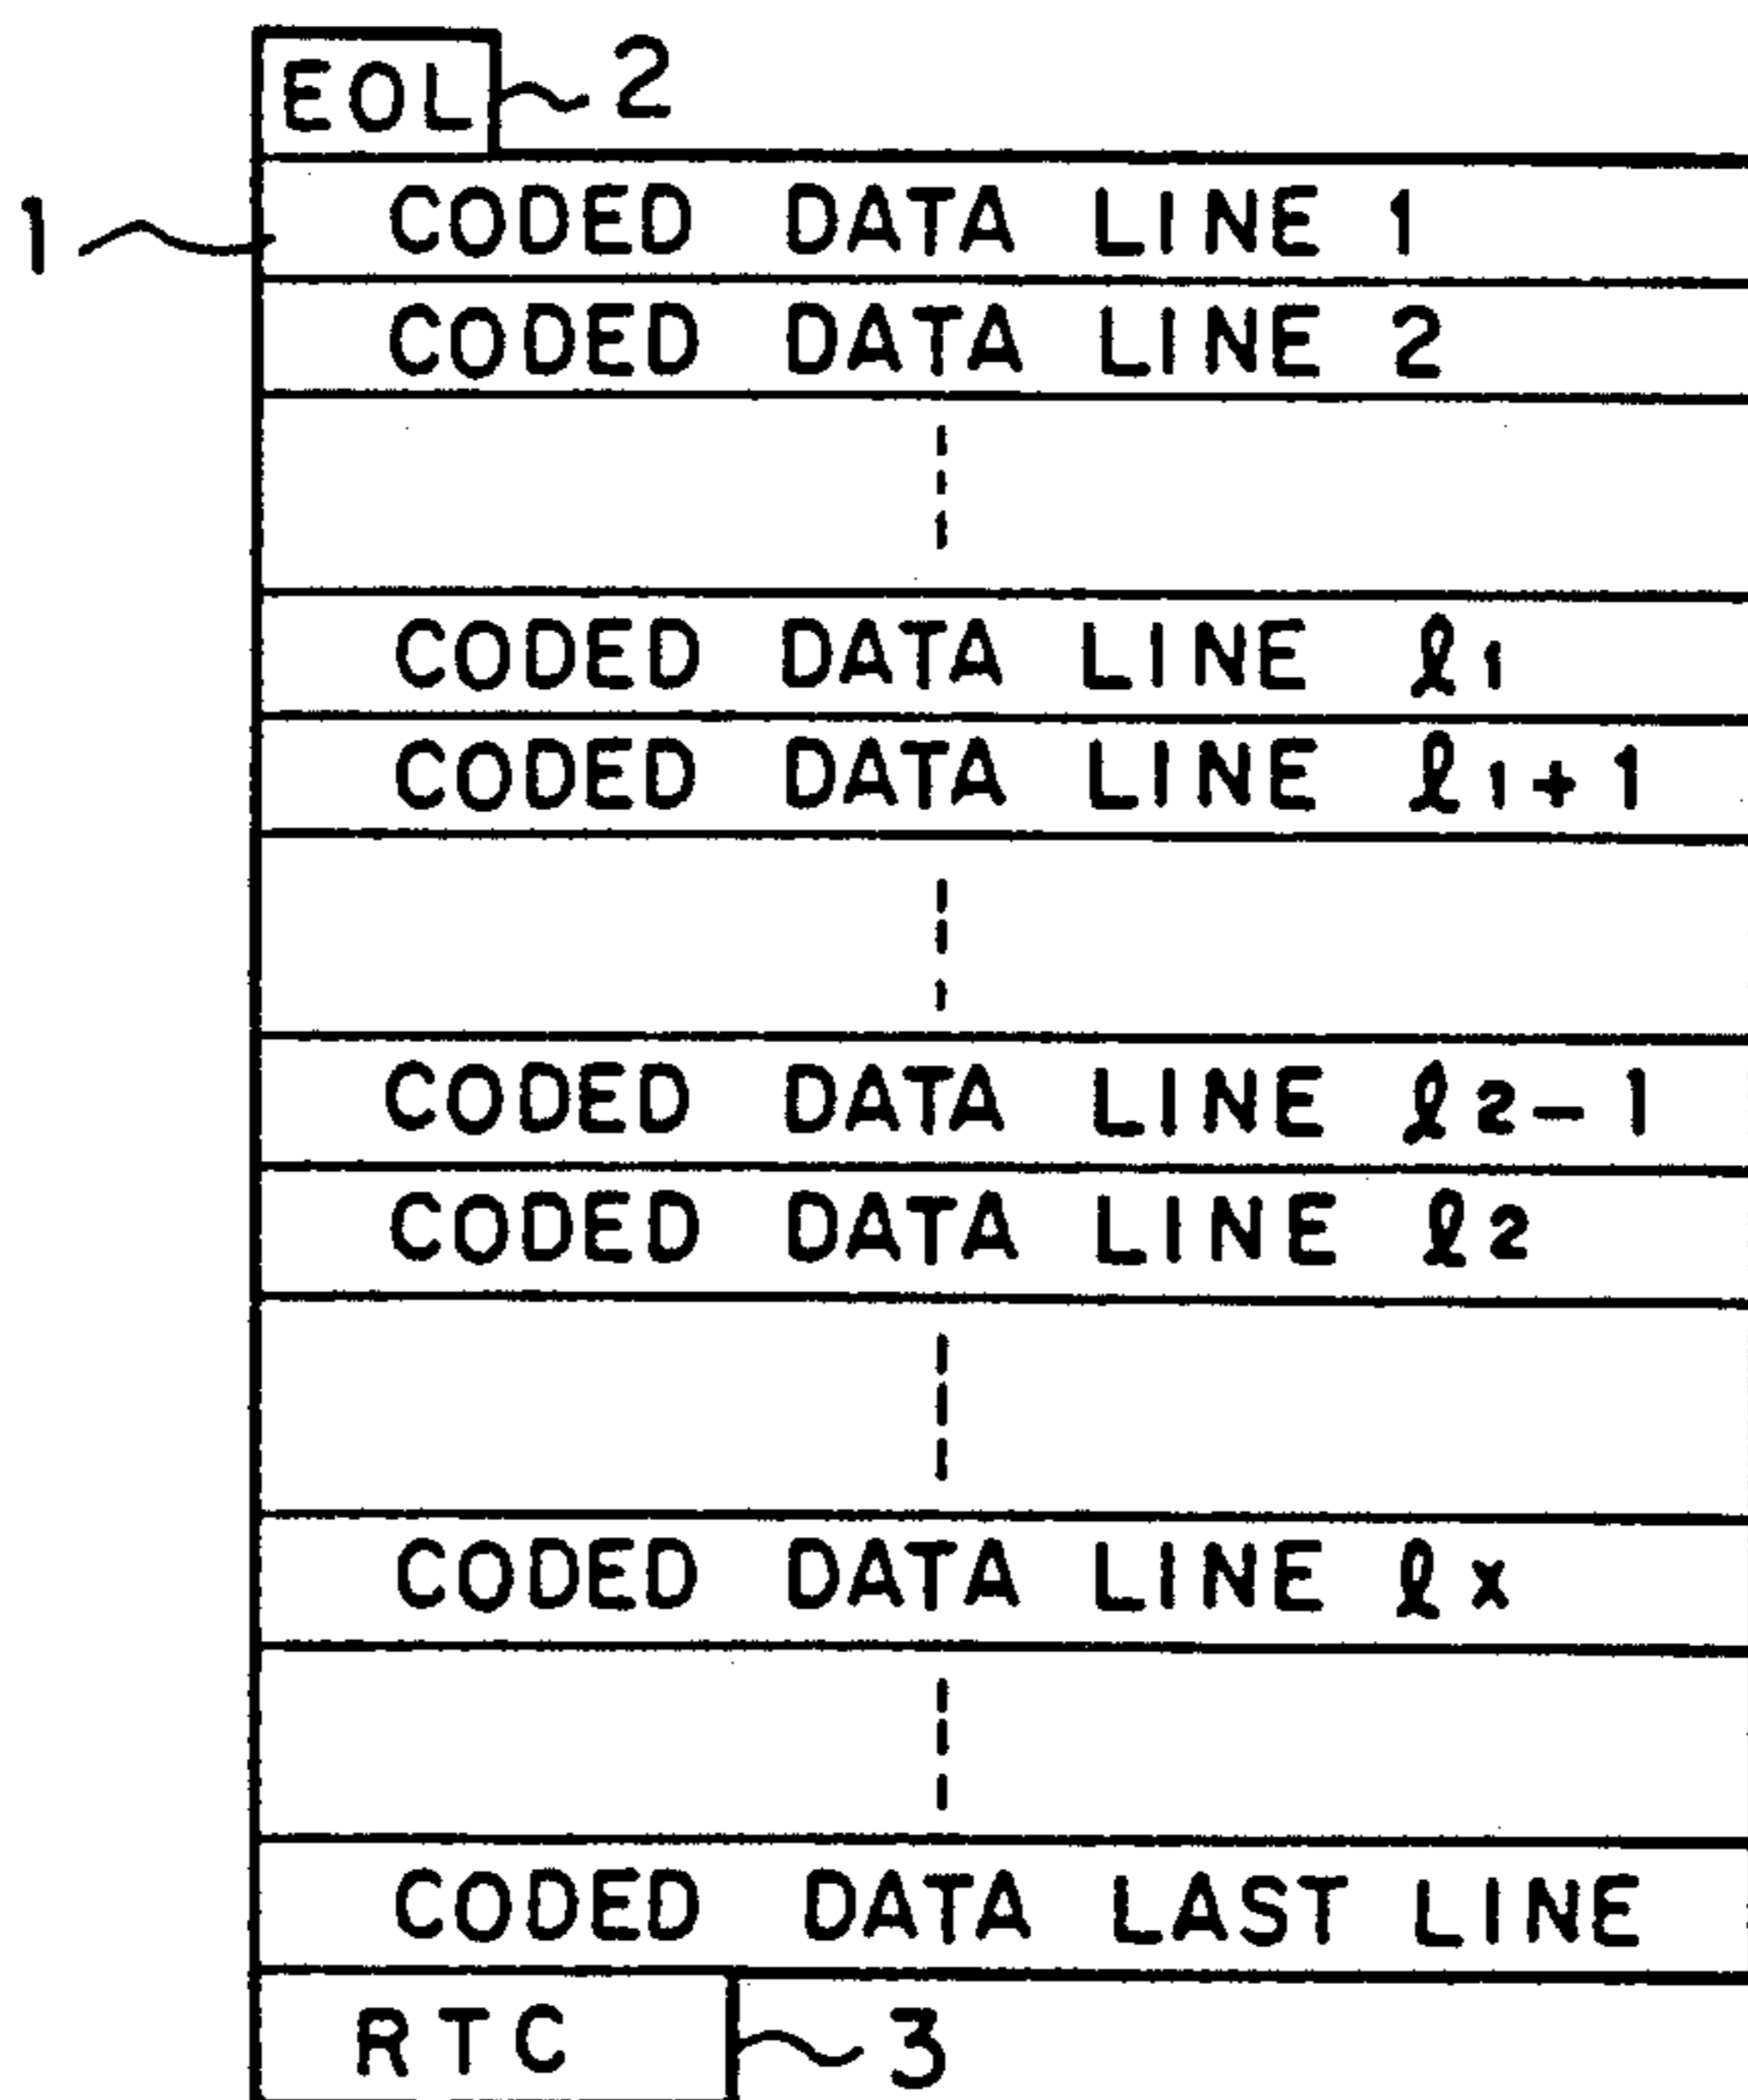 EOL 2
1 CODED DATA LINE 1
CODED DATA LINE 2
CODED DATA LINE ℓ1
CODED DATA LINE ℓ1+1
CODED DATA LINE ℓ2−1
CODED DATA LINE ℓ2
CODED DATA LINE ℓx
CODED DATA LAST LINE
RTC 3